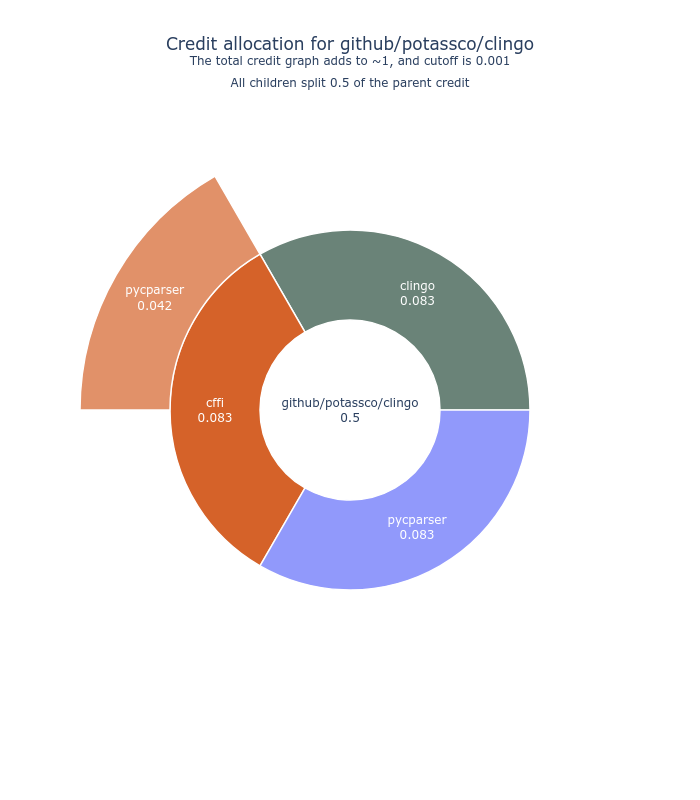 Credit allocation for github/potassco/clingo
The total credit graph adds to ~1, and cutoff is 0.001
All children split 0.5 of the parent credit
clingo
0.083
pycparser
0.042
cffi
0.083
github/potassco/clingo
0.5
pycparser
0.083